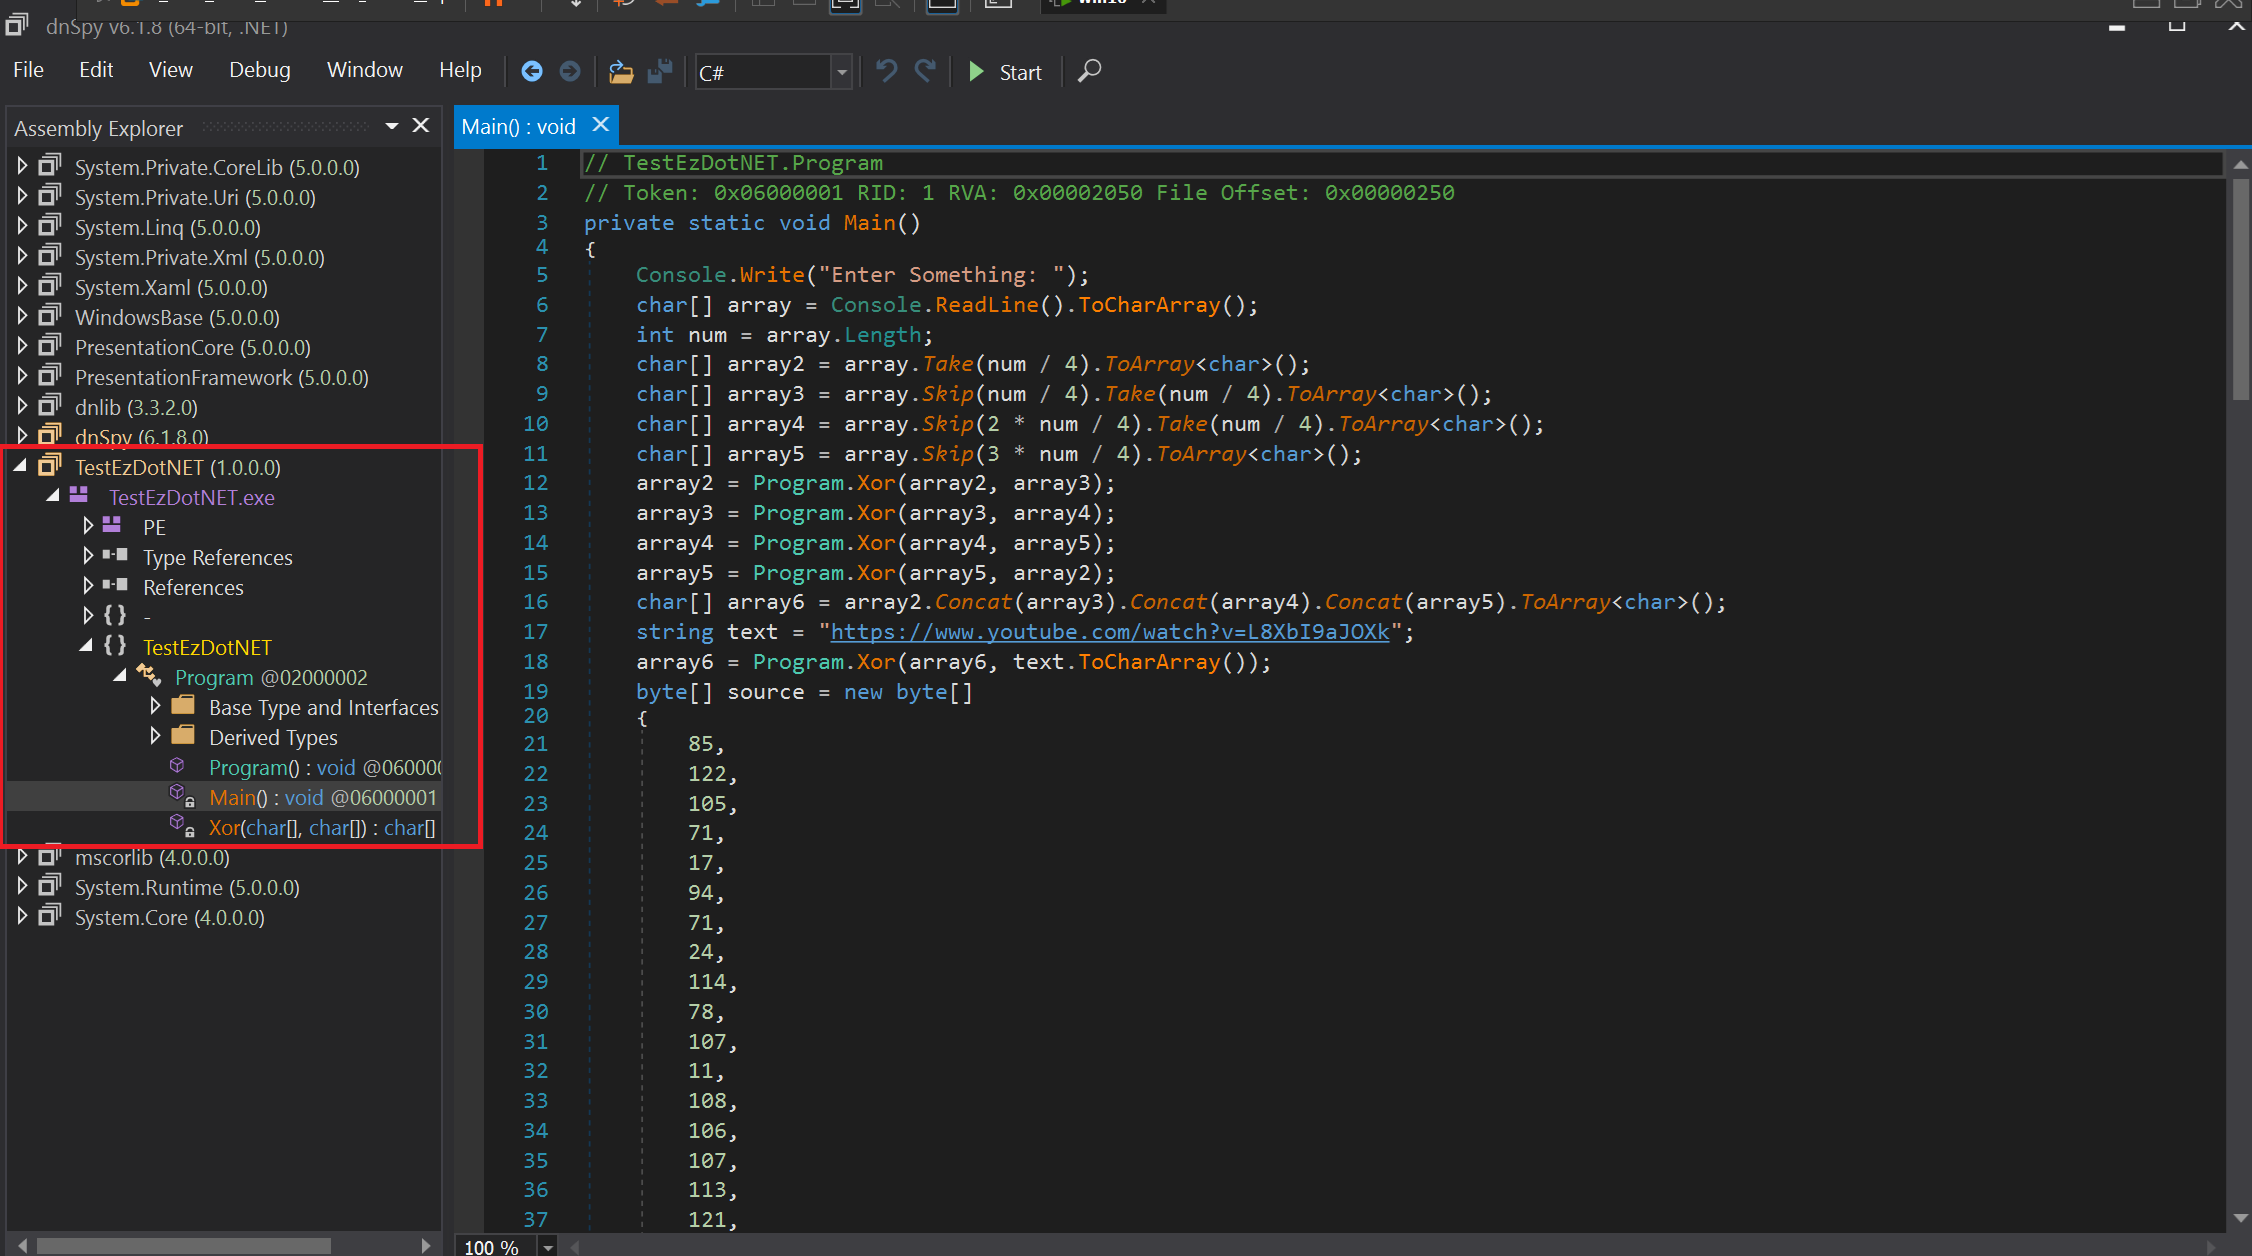 dnSpy v6.1.8 (64-bit, .NET)
File Edit View Debug Window Help C# Start
Assembly Explorer
System.Private.CoreLib (5.0.0.0)
System.Private.Uri (5.0.0.0)
System.Linq (5.0.0.0)
System.Private.Xml (5.0.0.0)
System.Xaml (5.0.0.0)
WindowsBase (5.0.0.0)
PresentationCore (5.0.0.0)
PresentationFramework (5.0.0.0)
dnlib (3.3.2.0)
dnSpy (6.1.8.0)
TestEzDotNET (1.0.0.0)
TestEzDotNET.exe
PE
Type References
References
{ } -
{ } TestEzDotNET
Program @02000002
Base Type and Interfaces
Derived Types
Program() : void @060000
Main() : void @06000001
Xor(char[], char[]) : char[]
mscorlib (4.0.0.0)
System.Runtime (5.0.0.0)
System.Core (4.0.0.0)
Main() : void
1 // TestEzDotNET.Program
2 // Token: 0x06000001 RID: 1 RVA: 0x00002050 File Offset: 0x00000250
3 private static void Main()
4 {
5 Console.Write("Enter Something: ");
6 char[] array = Console.ReadLine().ToCharArray();
7 int num = array.Length;
8 char[] array2 = array.Take(num / 4).ToArray<char>();
9 char[] array3 = array.Skip(num / 4).Take(num / 4).ToArray<char>();
10 char[] array4 = array.Skip(2 * num / 4).Take(num / 4).ToArray<char>();
11 char[] array5 = array.Skip(3 * num / 4).ToArray<char>();
12 array2 = Program.Xor(array2, array3);
13 array3 = Program.Xor(array3, array4);
14 array4 = Program.Xor(array4, array5);
15 array5 = Program.Xor(array5, array2);
16 char[] array6 = array2.Concat(array3).Concat(array4).Concat(array5).ToArray<char>();
17 string text = "https://www.youtube.com/watch?v=L8XbI9aJOXk";
18 array6 = Program.Xor(array6, text.ToCharArray());
19 byte[] source = new byte[]
20 {
21 85,
22 122,
23 105,
24 71,
25 17,
26 94,
27 71,
28 24,
29 114,
30 78,
31 107,
32 11,
33 108,
34 106,
35 107,
36 113,
37 121,
100 %